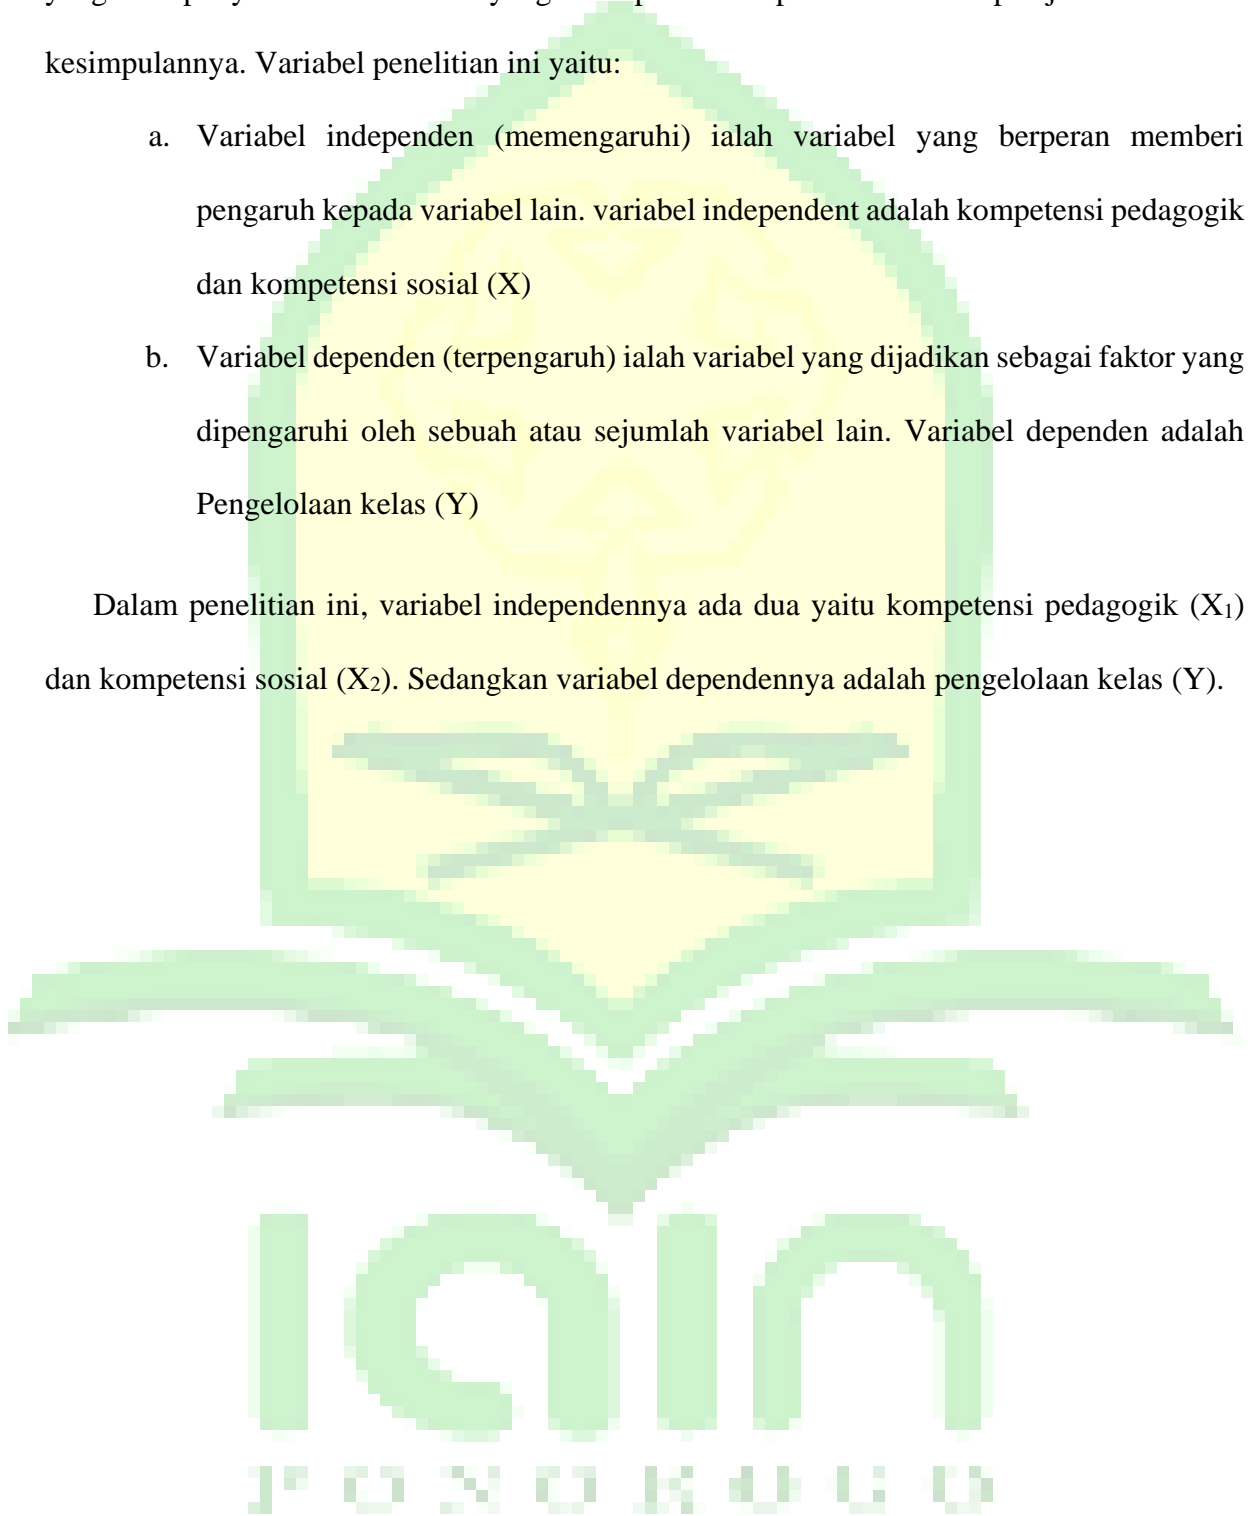 kesimpulannya. Variabel penelitian ini yaitu:
a. Variabel independen (memengaruhi) ialah variabel yang berperan memberi
pengaruh kepada variabel lain. variabel independent adalah kompetensi pedagogik
dan kompetensi sosial (X)
b. Variabel dependen (terpengaruh) ialah variabel yang dijadikan sebagai faktor yang
dipengaruhi oleh sebuah atau sejumlah variabel lain. Variabel dependen adalah
Pengelolaan kelas (Y)
Dalam penelitian ini, variabel independennya ada dua yaitu kompetensi pedagogik (X₁)
dan kompetensi sosial (X₂). Sedangkan variabel dependennya adalah pengelolaan kelas (Y).
iain
PONOROGO